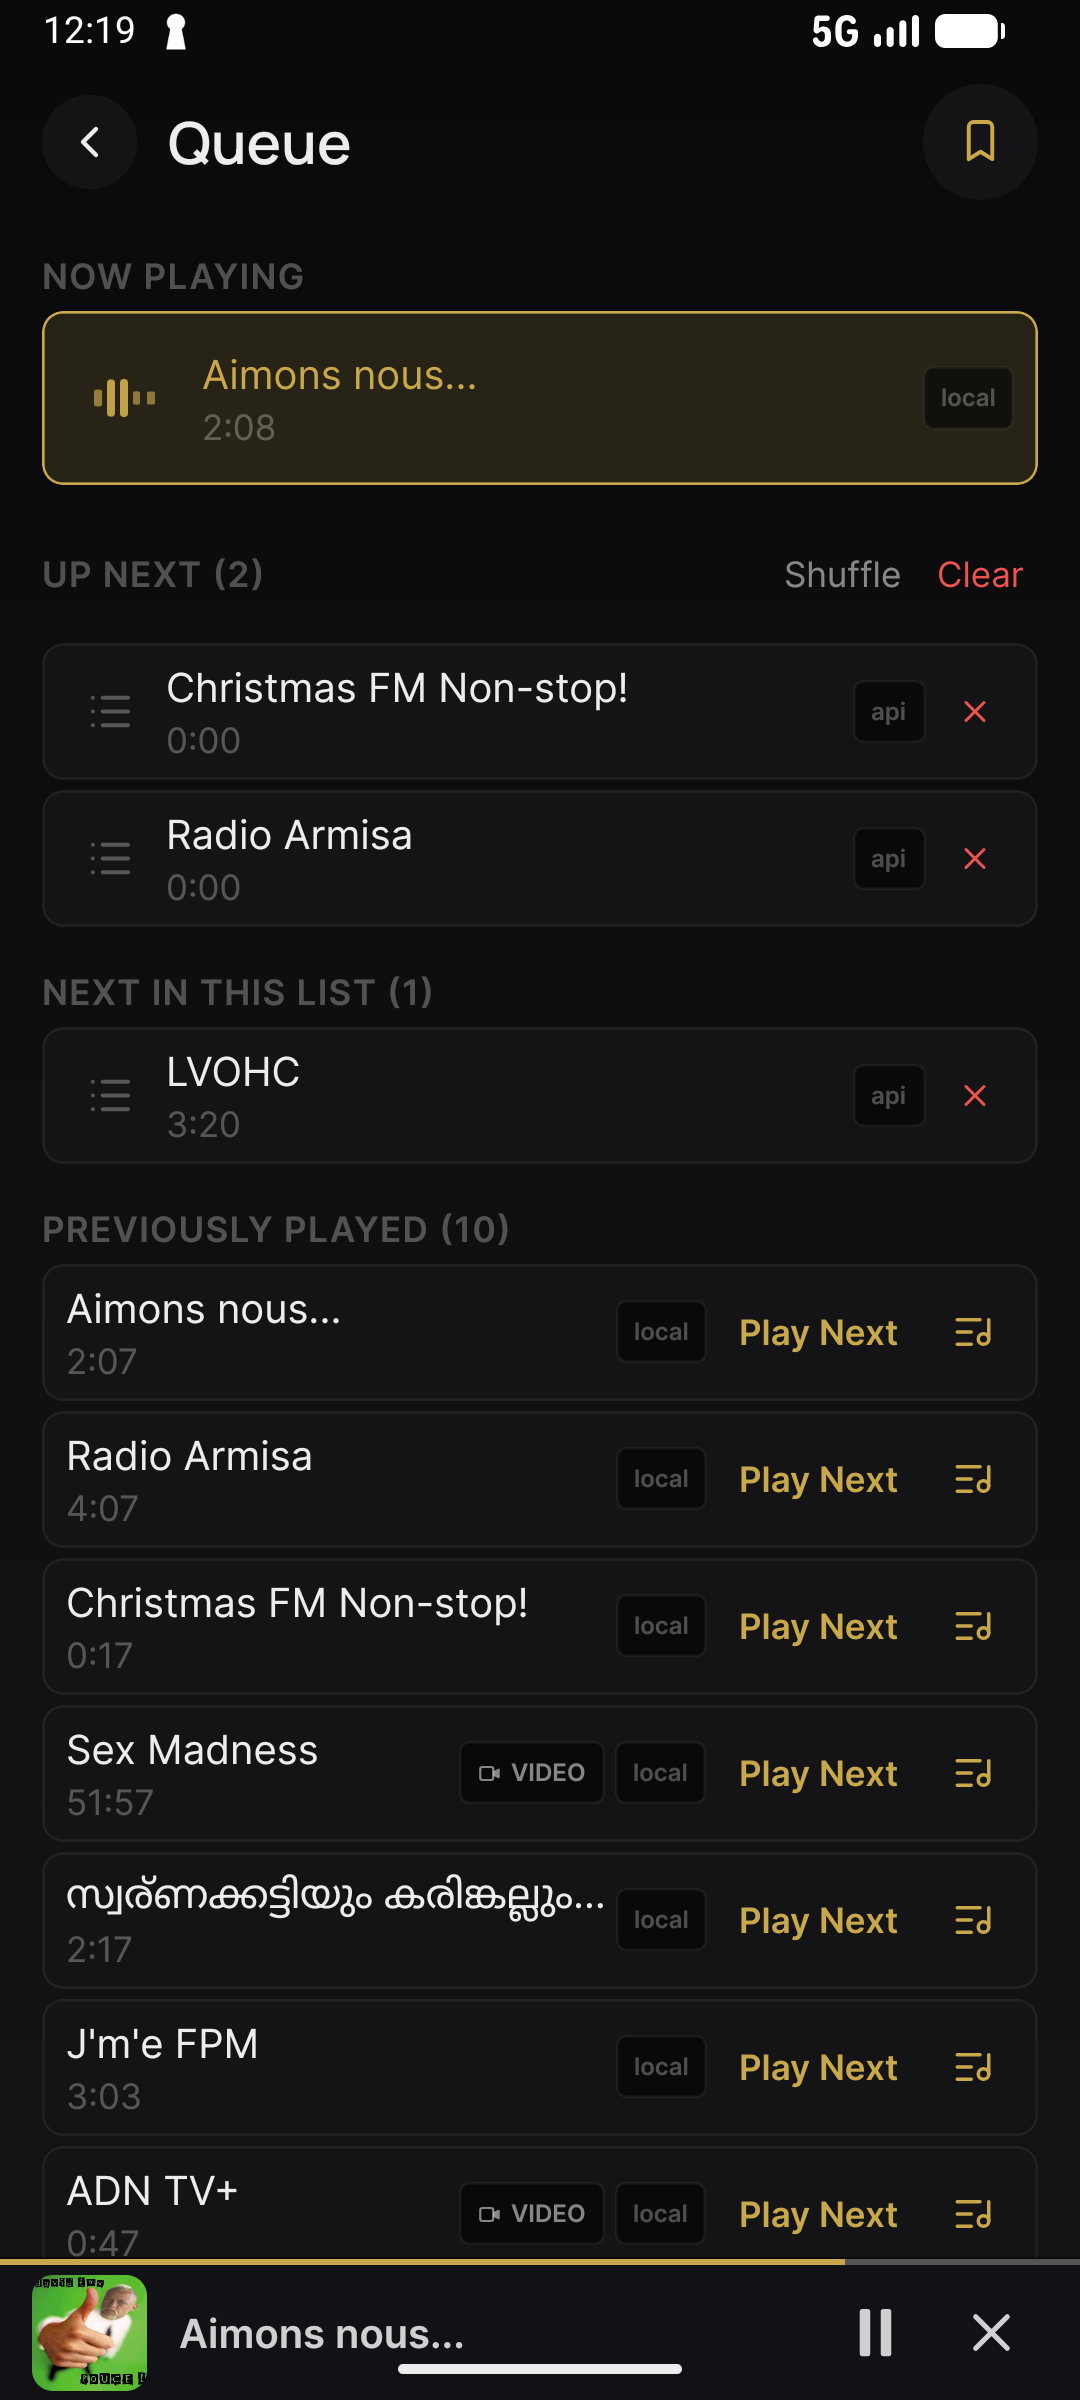 12:19
5G
Queue
NOW PLAYING
Aimons nous...
2:08
local
UP NEXT (2)
Shuffle
Clear
Christmas FM Non-stop!
0:00
api
Radio Armisa
0:00
api
NEXT IN THIS LIST (1)
LVOHC
3:20
api
PREVIOUSLY PLAYED (10)
Aimons nous...
2:07
local
Play Next
Radio Armisa
4:07
local
Play Next
Christmas FM Non-stop!
0:17
local
Play Next
Sex Madness
51:57
VIDEO
local
Play Next
സ്വര്ണക്കട്ടിയും കരിങ്കല്ലും...
2:17
local
Play Next
J'm'e FPM
3:03
local
Play Next
ADN TV+
0:47
VIDEO
local
Play Next
Aimons nous...